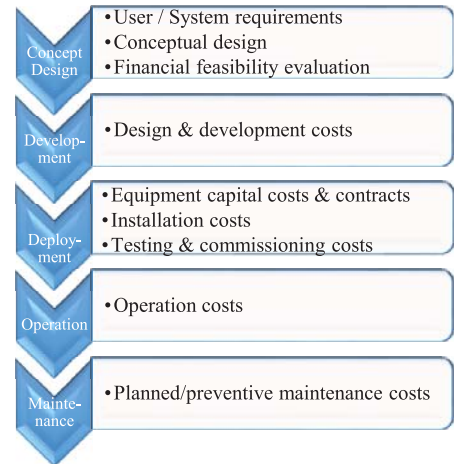 Concept
Design
•User / System requirements
•Conceptual design
•Financial feasibility evaluation
Develop-
ment
•Design & development costs
Deploy-
ment
•Equipment capital costs & contracts
•Installation costs
•Testing & commissioning costs
Operation
•Operation costs
Mainte-
nance
•Planned/preventive maintenance costs